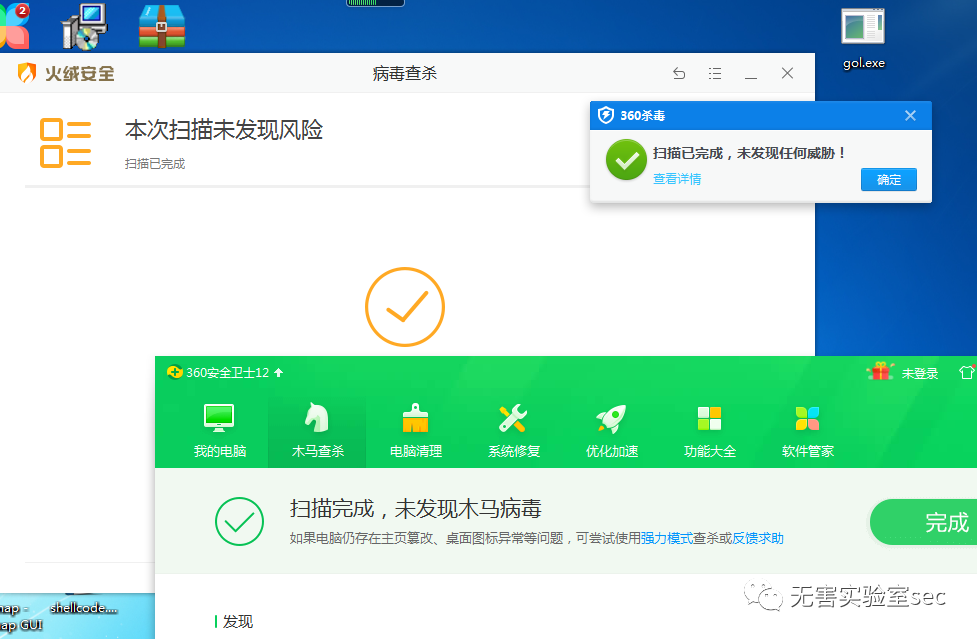 2
gol.exe
火绒安全
病毒查杀
本次扫描未发现风险
扫描已完成
360杀毒
扫描已完成，未发现任何威胁！
查看详情
确定
360安全卫士12
未登录
我的电脑
木马查杀
电脑清理
系统修复
优化加速
功能大全
软件管家
扫描完成，未发现木马病毒
如果电脑仍存在主页篡改、桌面图标异常等问题，可尝试使用强力模式查杀或反馈求助
完成
发现
shellcode....
GUI
无害实验室sec